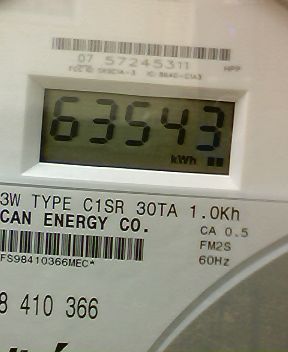 07 57245311
HPP
63543
kWh
3W TYPE C1SR 30TA 1.0Kh
CAN ENERGY CO.
CA 0.5
FM2S
FS98410366MEC*
60Hz
8 410 366